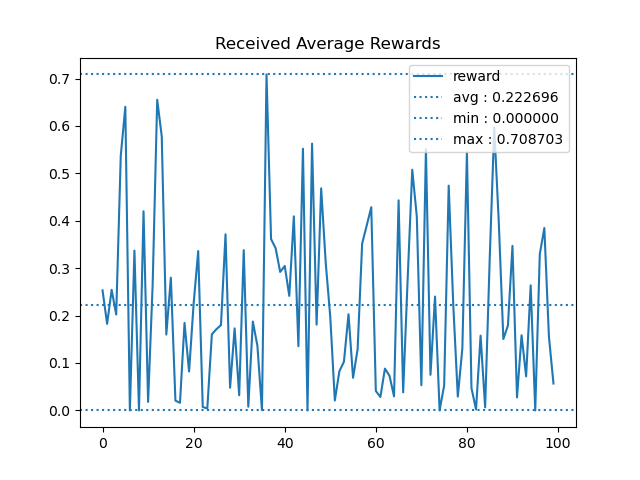 Received Average Rewards
reward
avg : 0.222696
min : 0.000000
max : 0.708703
0.7
0.6
0.5
0.4
0.3
0.2
0.1
0.0
0 20 40 60 80 100